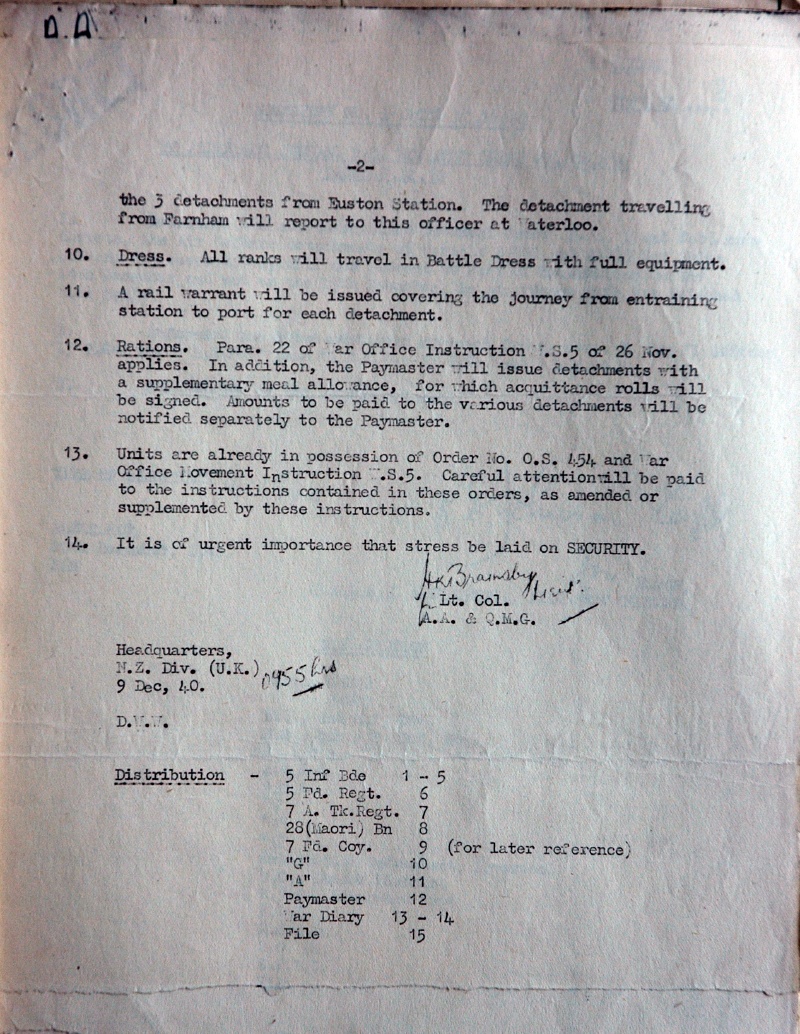 -2-
the 3 detachments from Euston Station. The detachment travelling
from Farnham will report to this officer at Waterloo.
10. Dress. All ranks will travel in Battle Dress with full equipment.
11. A rail warrant will be issued covering the journey from entraining
station to port for each detachment.
12. Rations. Para. 22 of War Office Instruction W.S.5 of 26 Nov.
applies. In addition, the Paymaster will issue detachments with
a supplementary meal allowance, for which acquittance rolls will
be signed. Amounts to be paid to the various detachments will be
notified separately to the Paymaster.
13. Units are already in possession of Order No. O.S. 454 and War
Office Movement Instruction W.S.5. Careful attentionwill be paid
to the instructions contained in these orders, as amended or
supplemented by these instructions.
14. It is of urgent importance that stress be laid on SECURITY.
Lt. Col.
A.A. & Q.M.G.
Headquarters,
N.Z. Div. (U.K.) 0955 hrs
9 Dec, 40.
Distribution - 5 Inf Bde 1 - 5
5 Fd. Regt. 6
7 A. Tk.Regt. 7
28(Maori) Bn 8
7 Fd. Coy. 9 (for later reference)
"G" 10
"A" 11
Paymaster 12
War Diary 13 - 14
File 15